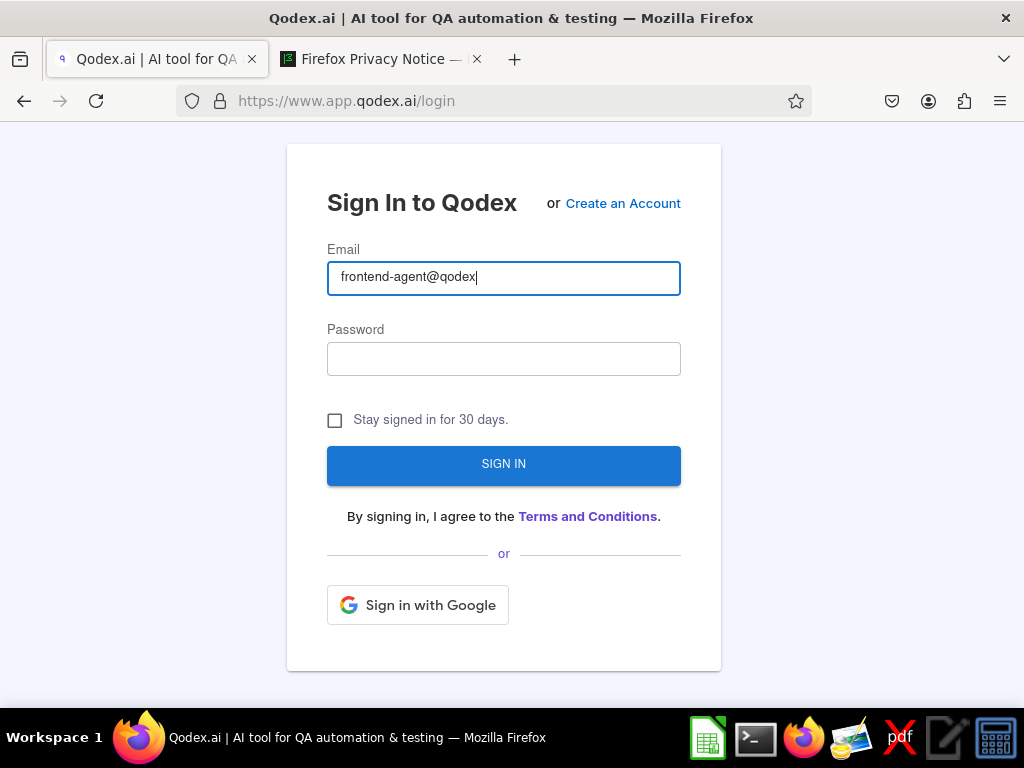 Qodex.ai | AI tool for QA automation & testing — Mozilla Firefox
Qodex.ai | AI tool for QA
Firefox Privacy Notice —
https://www.app.qodex.ai/login
Sign In to Qodex or Create an Account
Email
frontend-agent@qodex
Password
Stay signed in for 30 days.
SIGN IN
By signing in, I agree to the Terms and Conditions.
or
Sign in with Google
Workspace 1 Qodex.ai | AI tool for QA automation & testing — Mozilla Firefox pdf